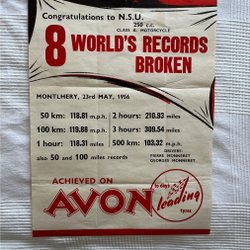 Congratulations to N.S.U.
250 c.c.
CLASS A. MOTORCYCLE
8 WORLD'S RECORDS
BROKEN
MONTLHERY, 23rd MAY, 1956
50 km: 118.81 m.p.h. 2 hours: 210.83 miles
100 km: 119.88 m.p.h. 3 hours: 309.54 miles
1 hour: 118.31 miles 500 km: 103.32 m.p.h.
also 50 and 100 miles records
DRIVERS:
PIERRE MONNERET
GEORGES MONNERET
ACHIEVED ON
AVON
leading
tyres